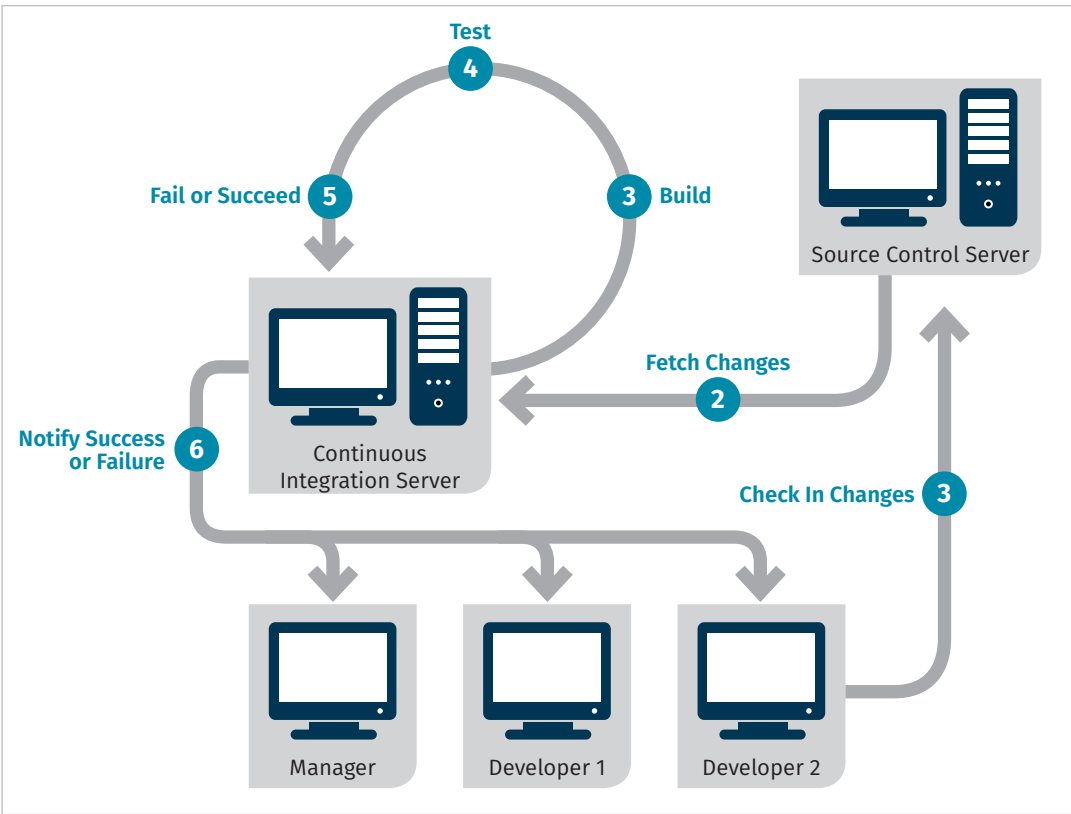 Test
4
Fail or Succeed
5
3
Build
Source Control Server
Fetch Changes
2
Notify Success
or Failure
6
Continuous
Integration Server
Check In Changes
3
Manager
Developer 1
Developer 2